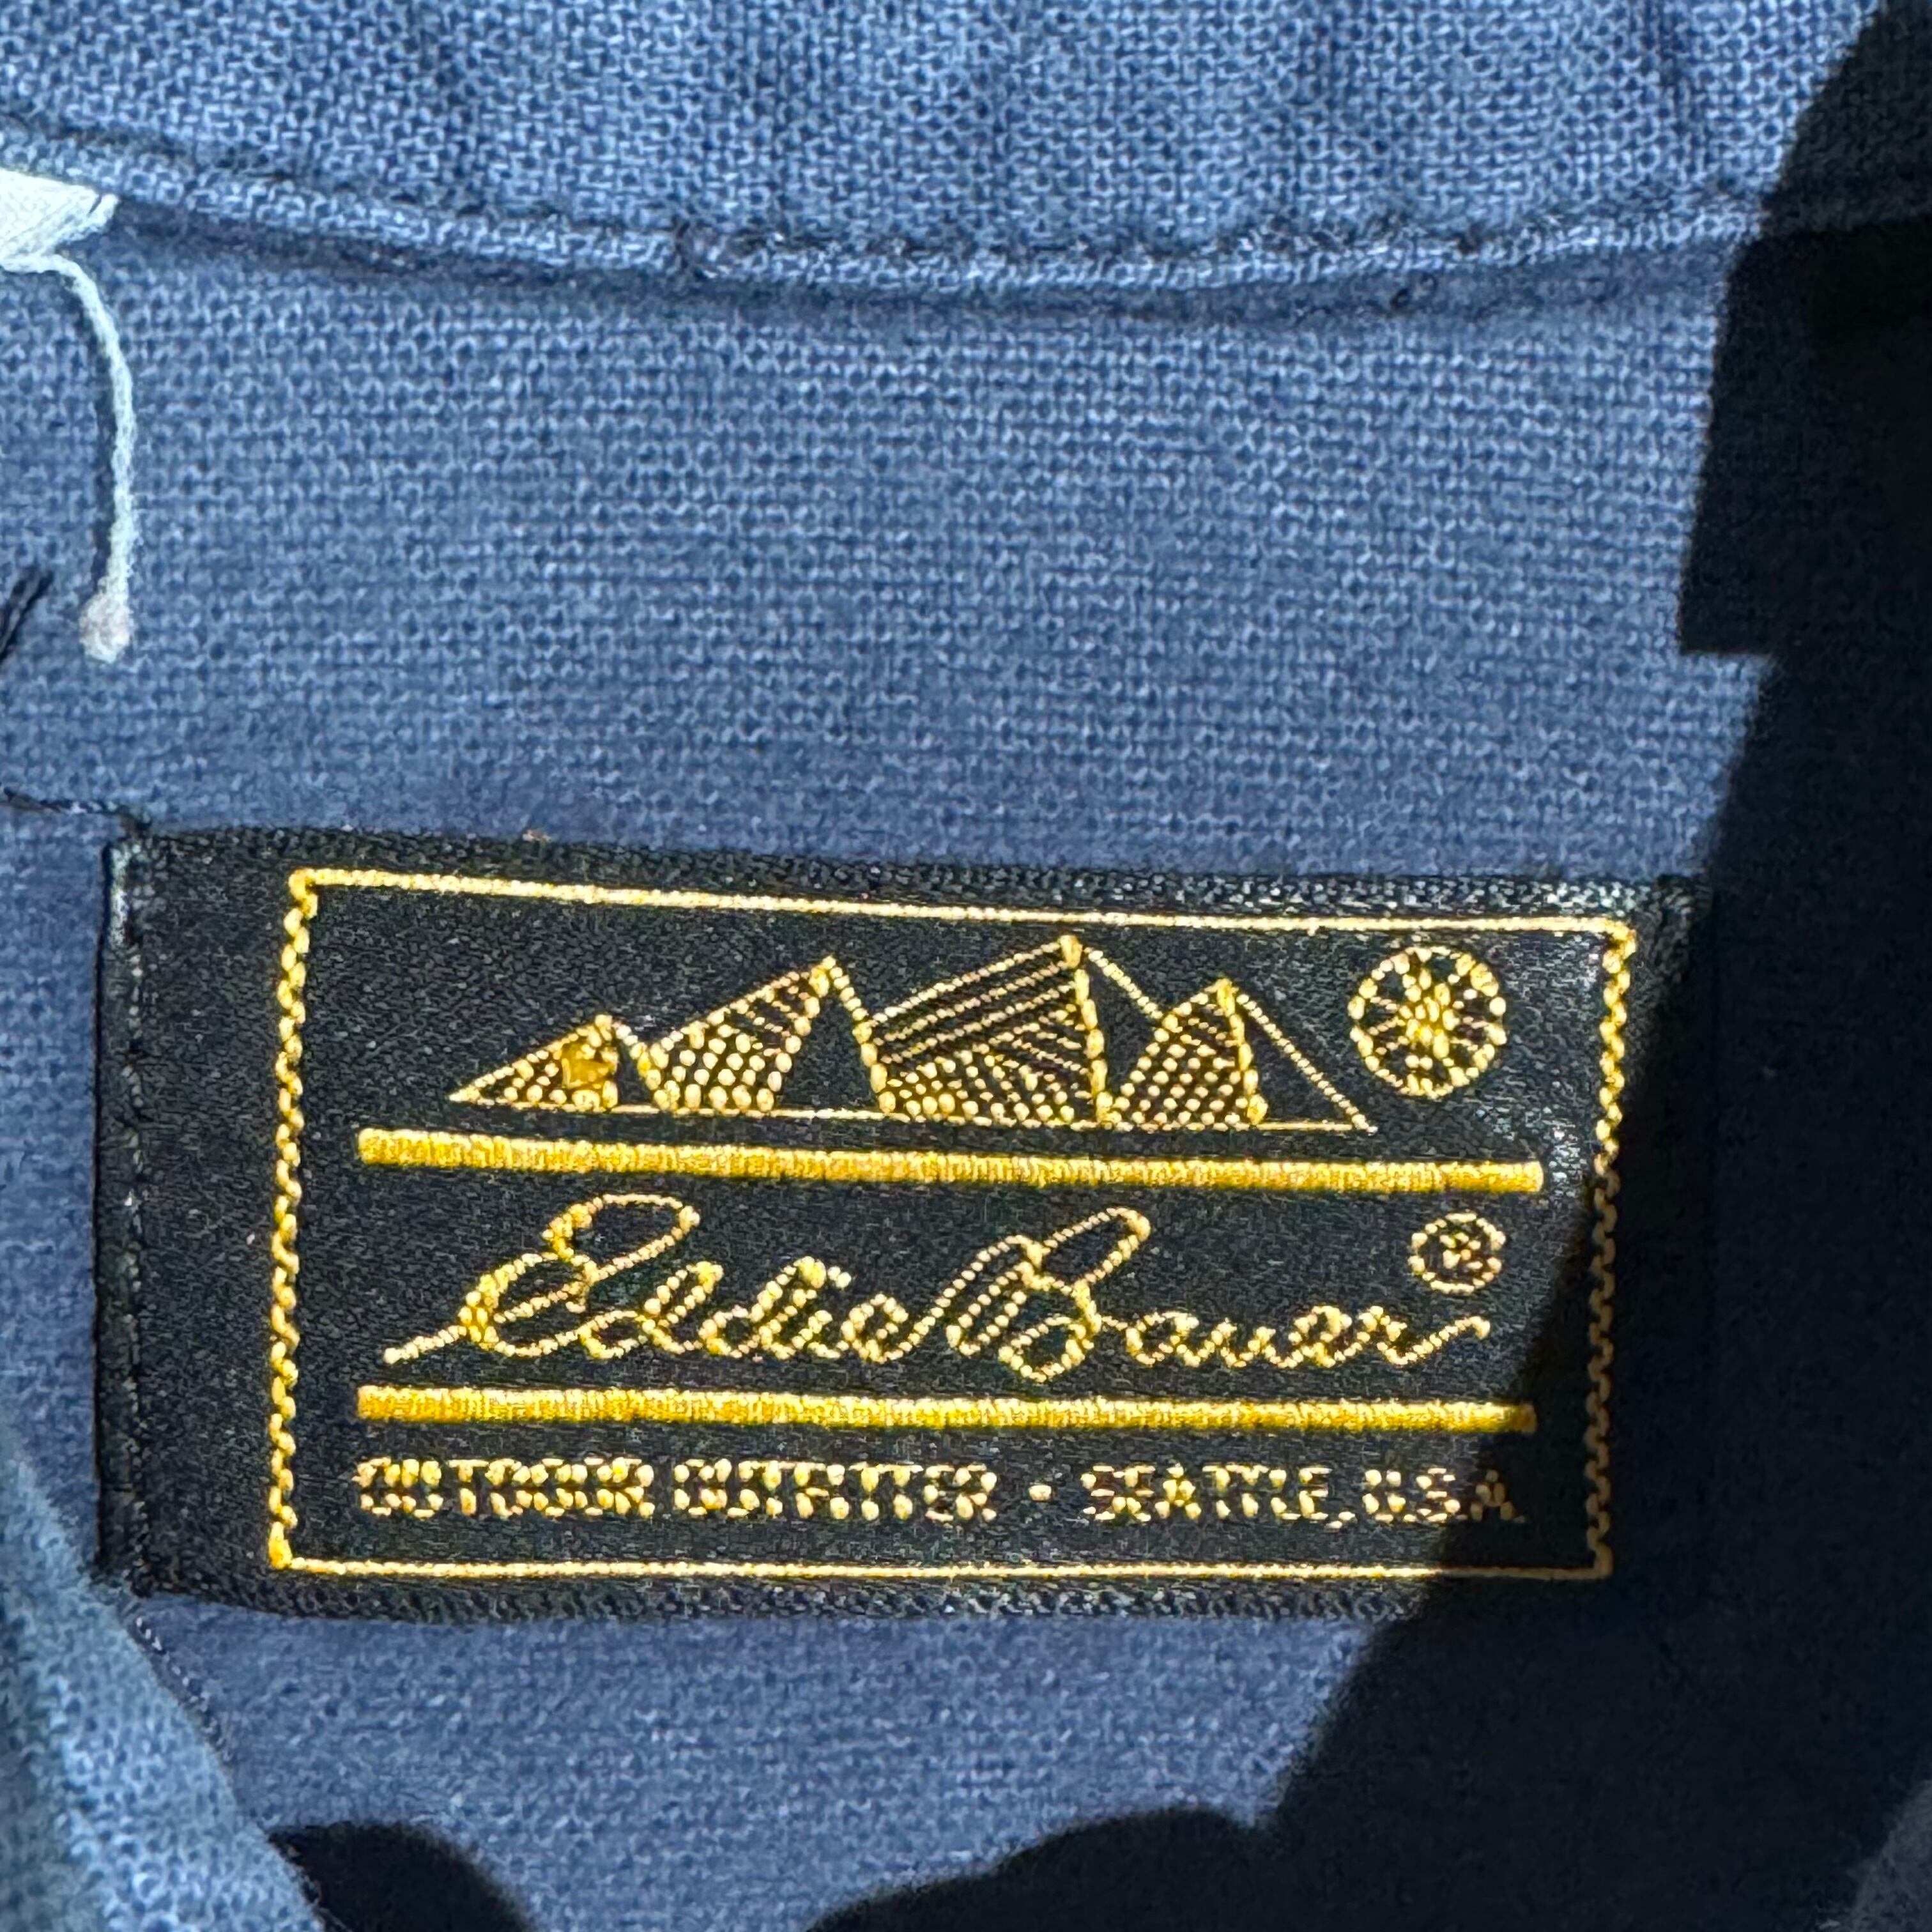 Eddie Bauer®
OUTDOOR OUTFITTER · SEATTLE, U.S.A.